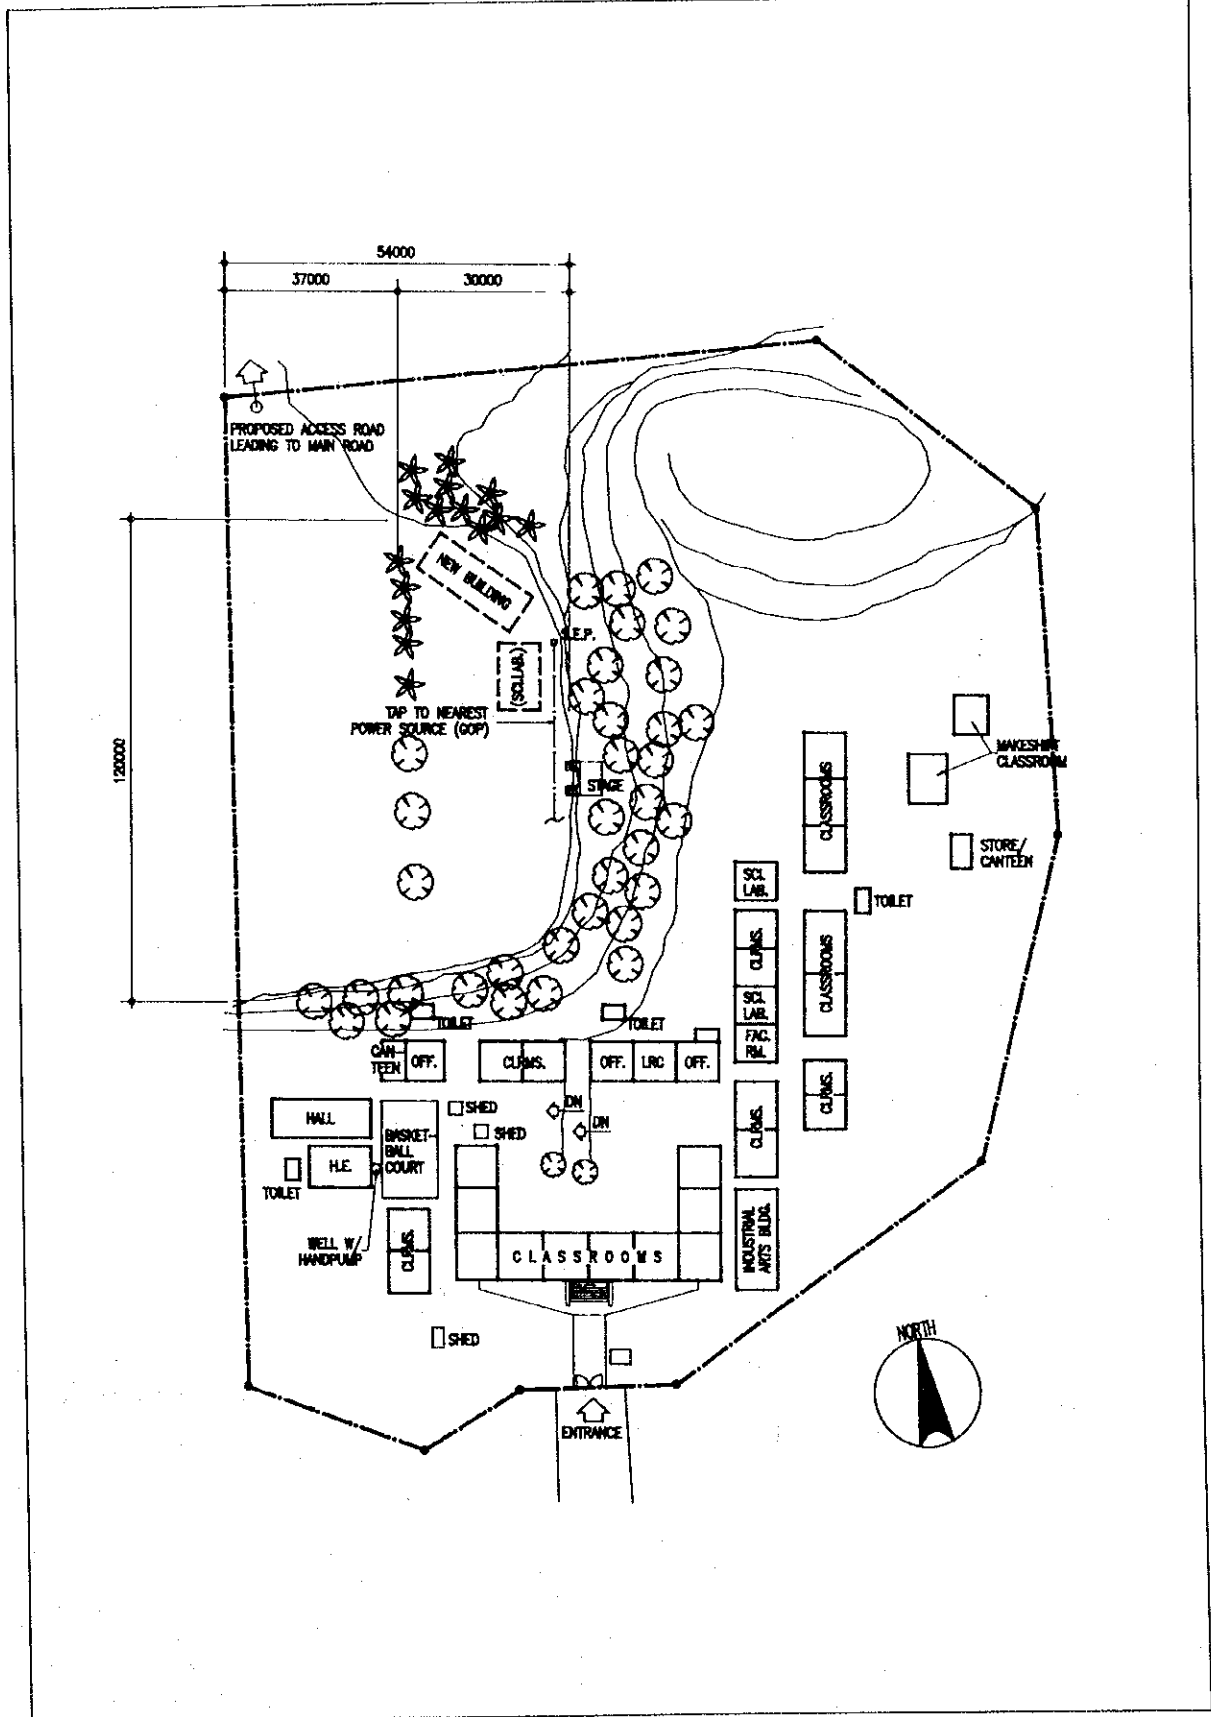 54000
37000
30000
PROPOSED ACCESS ROAD
LEADING TO MAIN ROAD
NEW BUILDING
S.E.P.
(SCI.LAB.)
TAP TO NEAREST
POWER SOURCE (GOP)
120000
STAGE
MAKESHIFT
CLASSROOM
CLASSROOMS
STORE/
CANTEEN
SCI.
LAB.
TOILET
CLRMS.
CLASSROOMS
SCI.
LAB.
FAC.
RM.
TOILET
TOILET
CAN
TEEN
OFF.
CLRMS.
OFF.
LRC
OFF.
CLRMS.
CLRMS.
HALL
SHED
SHED
DN
DN
BASKET-
BALL
COURT
H.E.
TOILET
WELL W/
HANDPUMP
CLRMS.
CLASSROOMS
INDUSTRIAL
ARTS BLDG.
SHED
NORTH
ENTRANCE